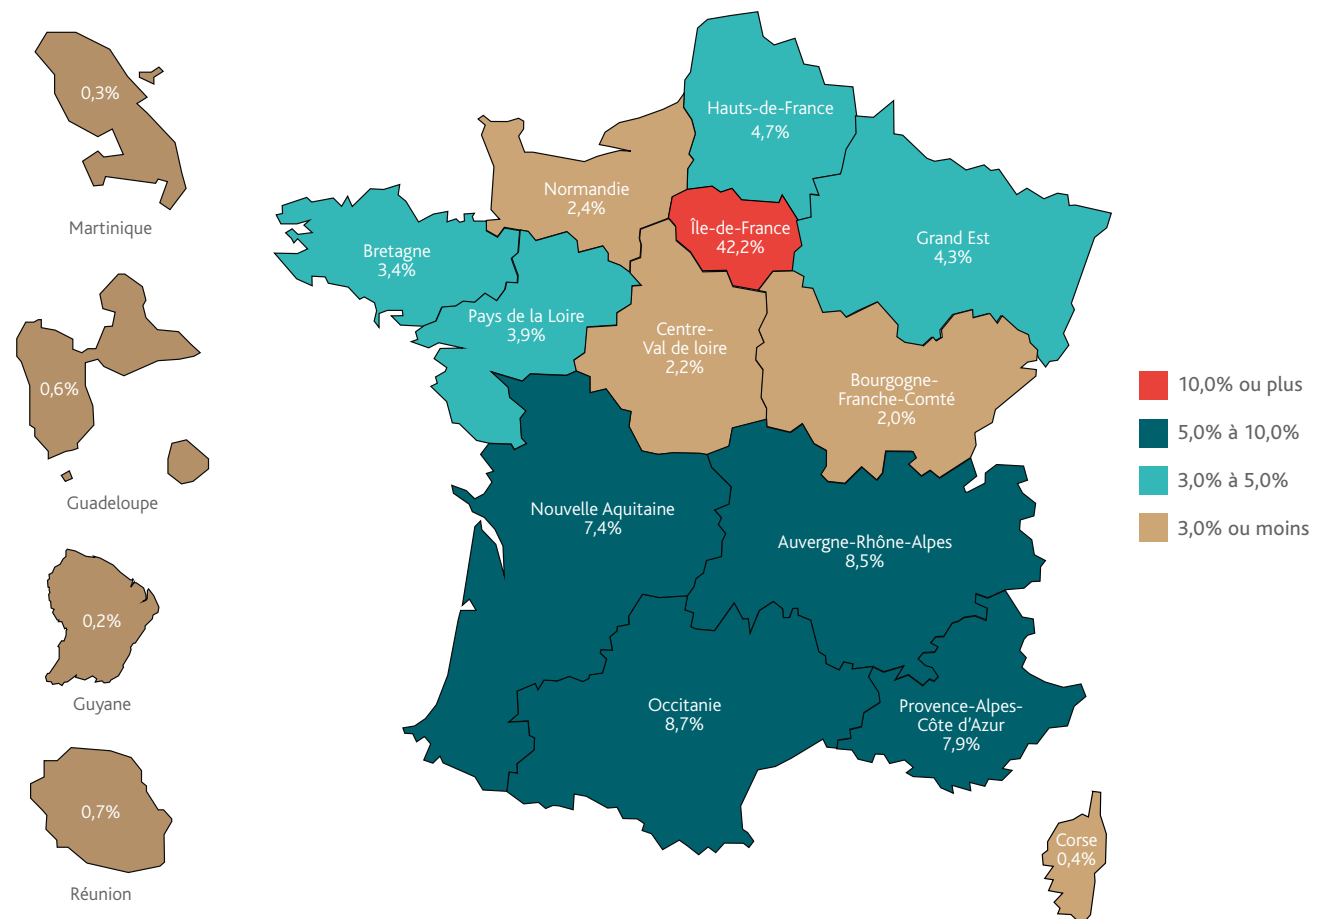 0,3%
Martinique
0,6%
Guadeloupe
0,2%
Guyane
0,7%
Réunion
Hauts-de-France
4,7%
Normandie
2,4%
Île-de-France
42,2%
Grand Est
4,3%
Bretagne
3,4%
Pays de la Loire
3,9%
Centre-
Val de loire
2,2%
Bourgogne-
Franche-Comté
2,0%
Nouvelle Aquitaine
7,4%
Auvergne-Rhône-Alpes
8,5%
Occitanie
8,7%
Provence-Alpes-
Côte d'Azur
7,9%
Corse
0,4%
10,0% ou plus
5,0% à 10,0%
3,0% à 5,0%
3,0% ou moins